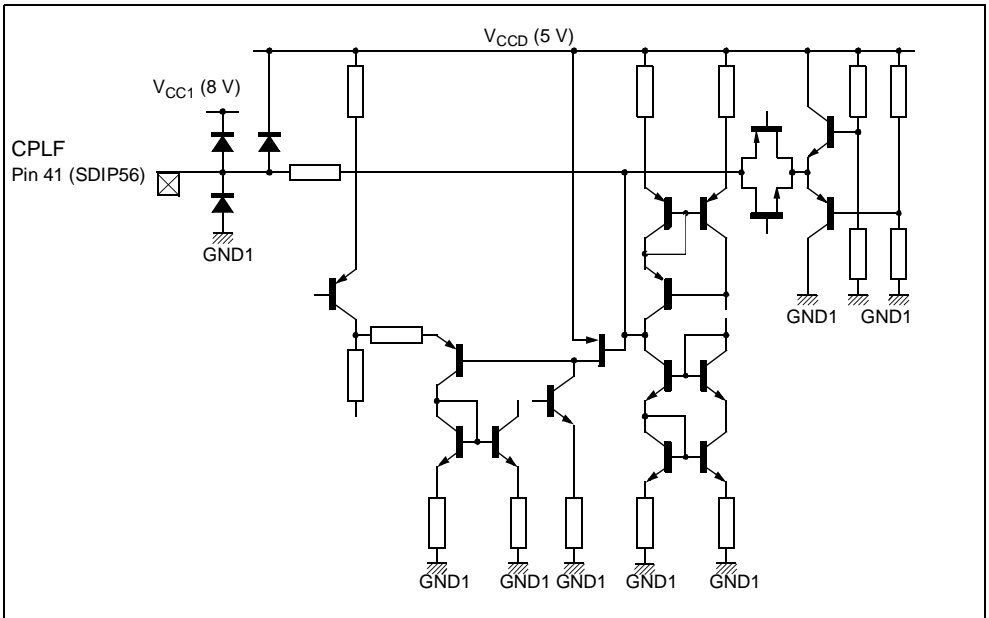 V_CCD (5 V)
V_CC1 (8 V)
CPLF
Pin 41 (SDIP56)
GND1
GND1
GND1
GND1
GND1
GND1
GND1
GND1